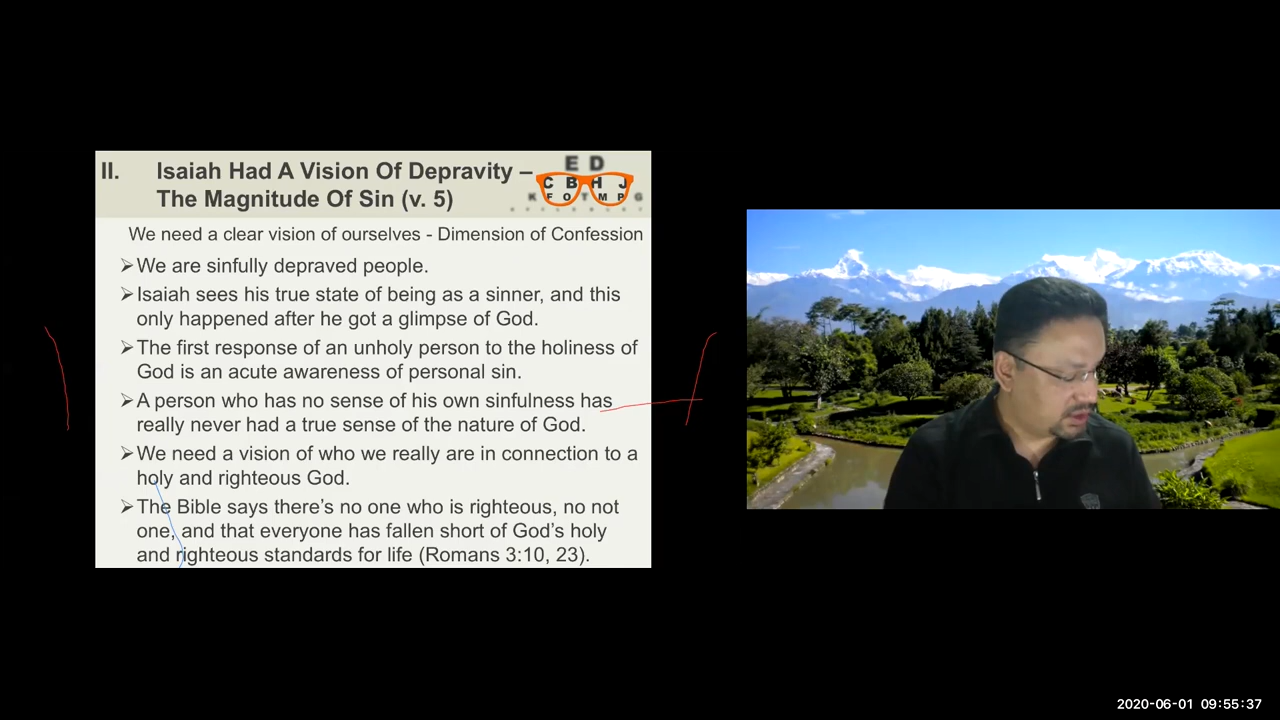 II. Isaiah Had A Vision Of Depravity –
The Magnitude Of Sin (v. 5)
E D
C B H J
K F O T M P G
We need a clear vision of ourselves - Dimension of Confession
➢We are sinfully depraved people.
➢Isaiah sees his true state of being as a sinner, and this
only happened after he got a glimpse of God.
➢The first response of an unholy person to the holiness of
God is an acute awareness of personal sin.
➢A person who has no sense of his own sinfulness has
really never had a true sense of the nature of God.
➢We need a vision of who we really are in connection to a
holy and righteous God.
➢The Bible says there’s no one who is righteous, no not
one, and that everyone has fallen short of God’s holy
and righteous standards for life (Romans 3:10, 23).
2020-06-01 09:55:37